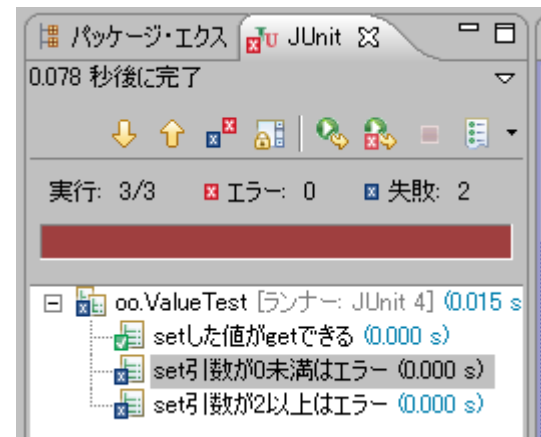 パッケージ・エクス JUnit
0.078 秒後に完了
実行: 3/3 エラー: 0 失敗: 2
oo.ValueTest [ランナー: JUnit 4] (0.015 s
setした値がgetできる (0.000 s)
set引数が0未満はエラー (0.000 s)
set引数が2以上はエラー (0.000 s)